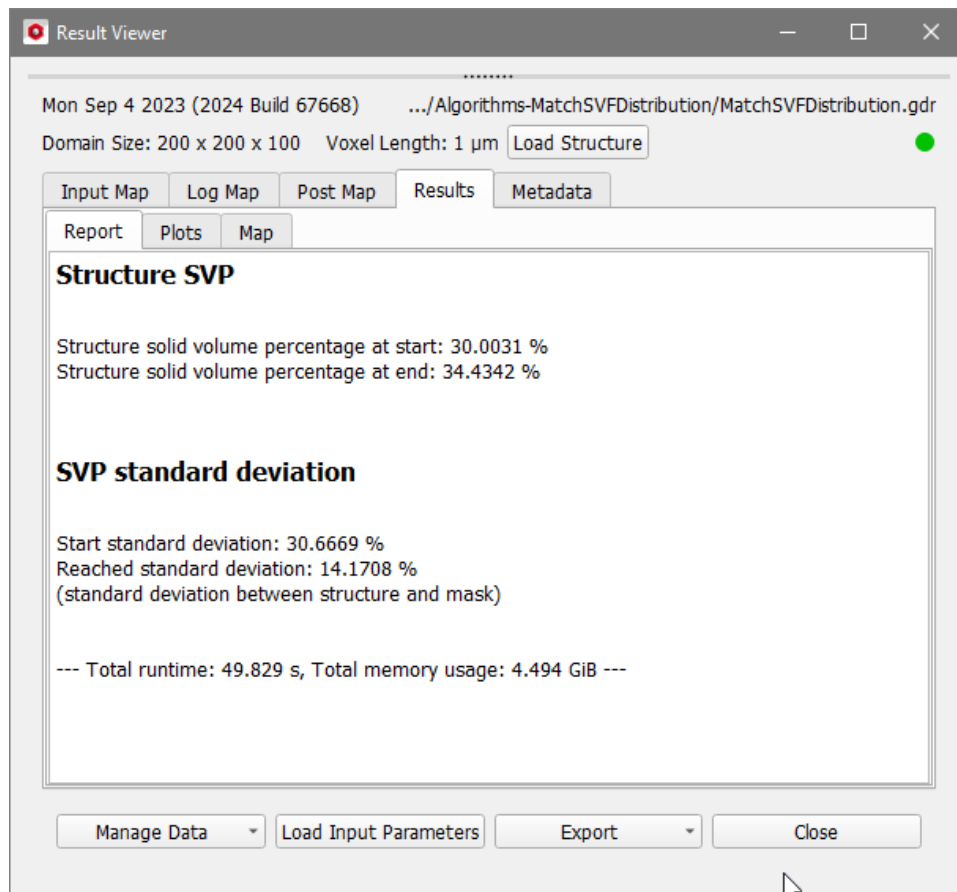 Result Viewer
Mon Sep 4 2023 (2024 Build 67668) .../Algorithms-MatchSVFDistribution/MatchSVFDistribution.gdr
Domain Size: 200 x 200 x 100 Voxel Length: 1 µm Load Structure
Input Map Log Map Post Map Results Metadata
Report Plots Map
Structure SVP
Structure solid volume percentage at start: 30.0031 %
Structure solid volume percentage at end: 34.4342 %
SVP standard deviation
Start standard deviation: 30.6669 %
Reached standard deviation: 14.1708 %
(standard deviation between structure and mask)
--- Total runtime: 49.829 s, Total memory usage: 4.494 GiB ---
Manage Data Load Input Parameters Export Close